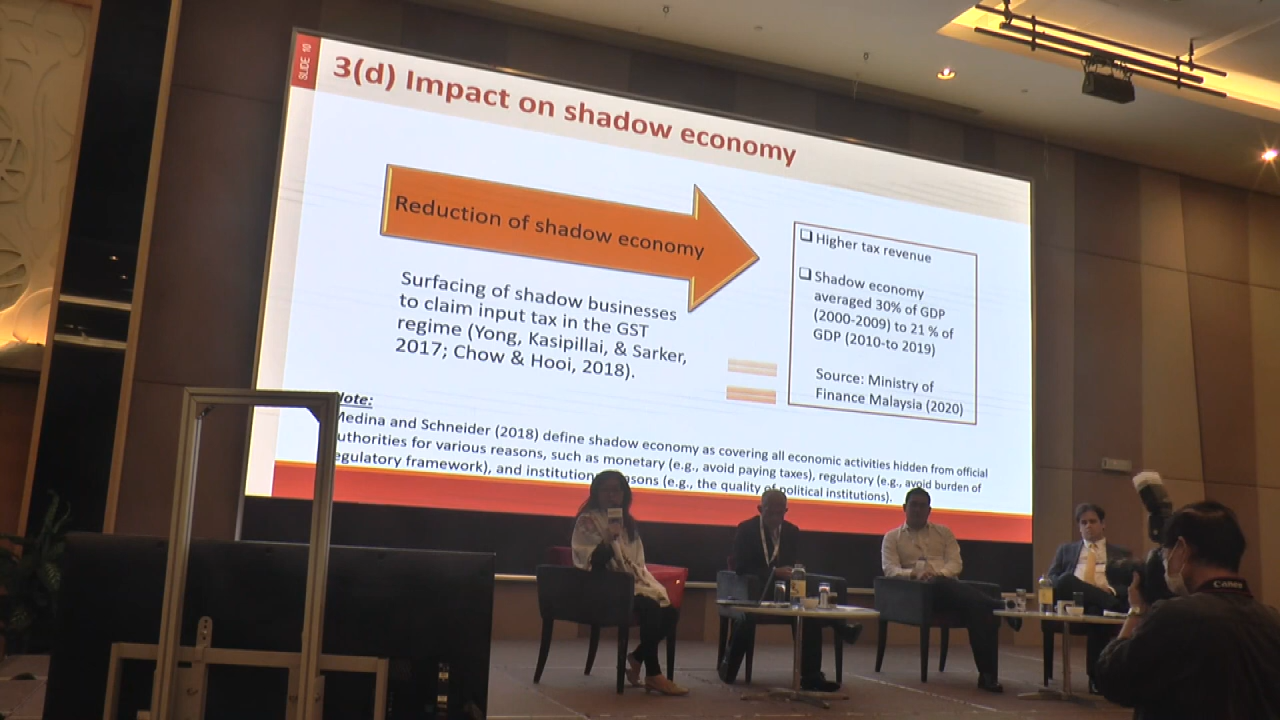 SLIDE 10
3(d) Impact on shadow economy
Reduction of shadow economy
Surfacing of shadow businesses
to claim input tax in the GST
regime (Yong, Kasipillai, & Sarker,
2017; Chow & Hooi, 2018).
❑ Higher tax revenue
❑ Shadow economy
averaged 30% of GDP
(2000-2009) to 21 % of
GDP (2010-to 2019)
Source: Ministry of
Finance Malaysia (2020)
Note:
Medina and Schneider (2018) define shadow economy as covering all economic activities hidden from official
authorities for various reasons, such as monetary (e.g., avoid paying taxes), regulatory (e.g., avoid burden of
regulatory framework), and institutional reasons (e.g., the quality of political institutions).
Canon